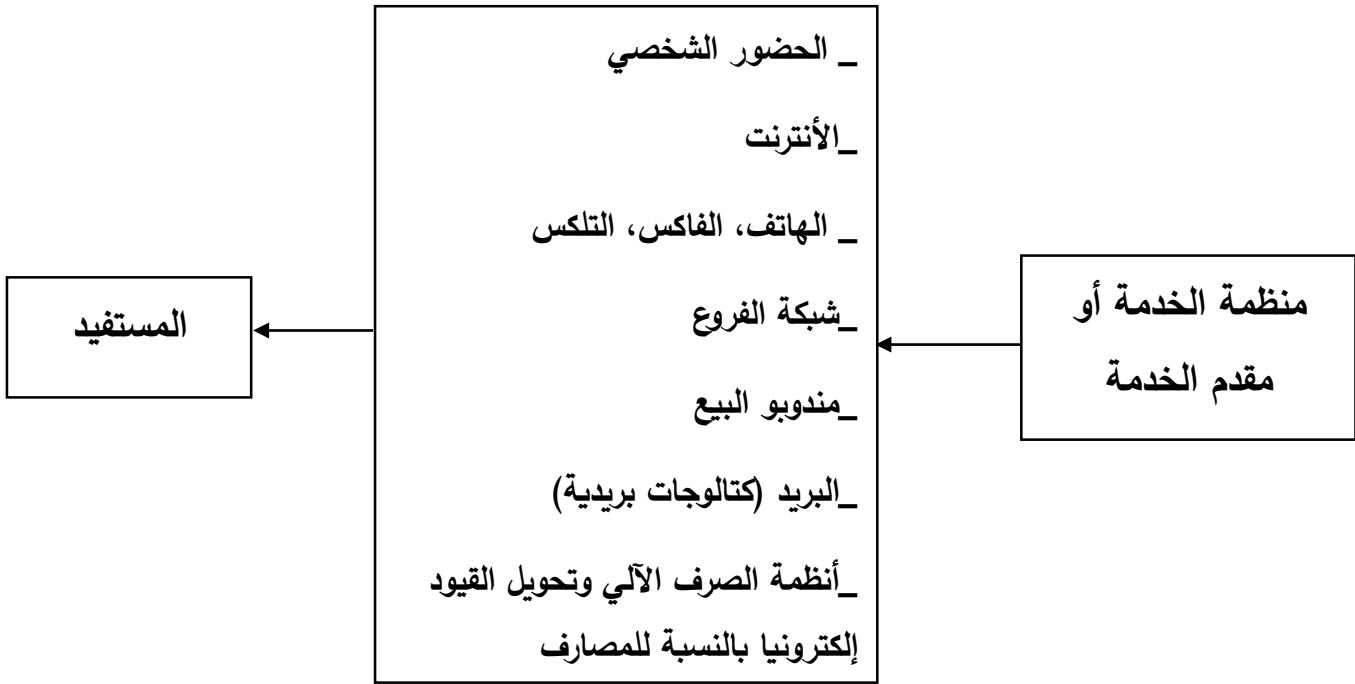 منظمة الخدمة أو
مقدم الخدمة
_ الحضور الشخصي
_الأنترنت
_ الهاتف، الفاكس، التلكس
_شبكة الفروع
_مندوبو البيع
_البريد (كتالوجات بريدية)
_أنظمة الصرف الآلي وتحويل القيود
إلكترونيا بالنسبة للمصارف
المستفيد